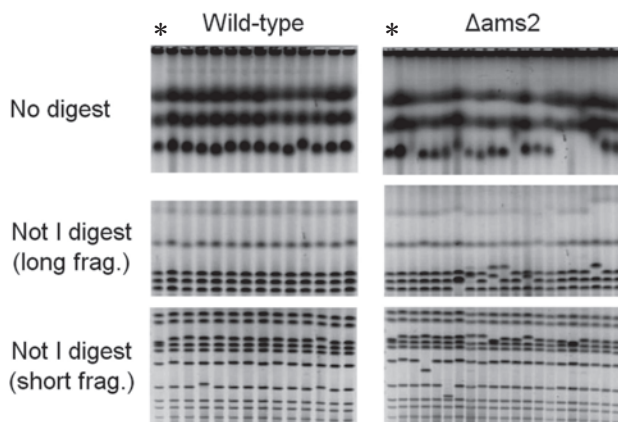 * Wild-type * Δams2
No digest
Not I digest
(long frag.)
Not I digest
(short frag.)